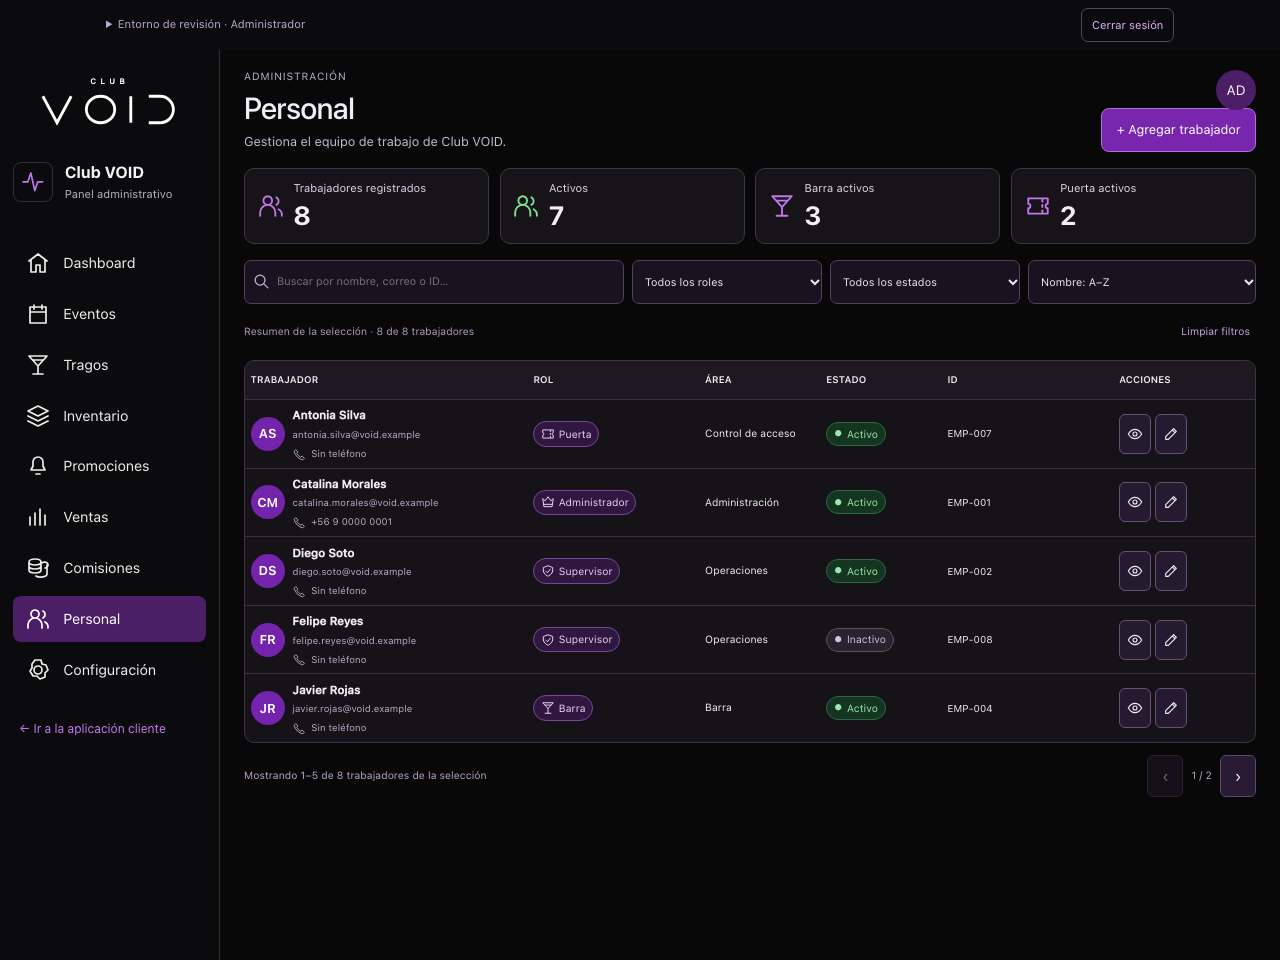 ▶ Entorno de revisión · Administrador
Cerrar sesión
CLUB
VOID
Club VOID
Panel administrativo
Dashboard
Eventos
Tragos
Inventario
Promociones
Ventas
Comisiones
Personal
Configuración
← Ir a la aplicación cliente
ADMINISTRACIÓN
Personal
Gestiona el equipo de trabajo de Club VOID.
AD
+ Agregar trabajador
Trabajadores registrados
8
Activos
7
Barra activos
3
Puerta activos
2
Buscar por nombre, correo o ID...
Todos los roles
Todos los estados
Nombre: A–Z
Resumen de la selección · 8 de 8 trabajadores
Limpiar filtros
TRABAJADOR ROL ÁREA ESTADO ID ACCIONES
AS
Antonia Silva
antonia.silva@void.example
Sin teléfono
Puerta
Control de acceso
Activo
EMP-007
CM
Catalina Morales
catalina.morales@void.example
+56 9 0000 0001
Administrador
Administración
Activo
EMP-001
DS
Diego Soto
diego.soto@void.example
Sin teléfono
Supervisor
Operaciones
Activo
EMP-002
FR
Felipe Reyes
felipe.reyes@void.example
Sin teléfono
Supervisor
Operaciones
Inactivo
EMP-008
JR
Javier Rojas
javier.rojas@void.example
Sin teléfono
Barra
Barra
Activo
EMP-004
Mostrando 1–5 de 8 trabajadores de la selección
‹ 1 / 2 ›